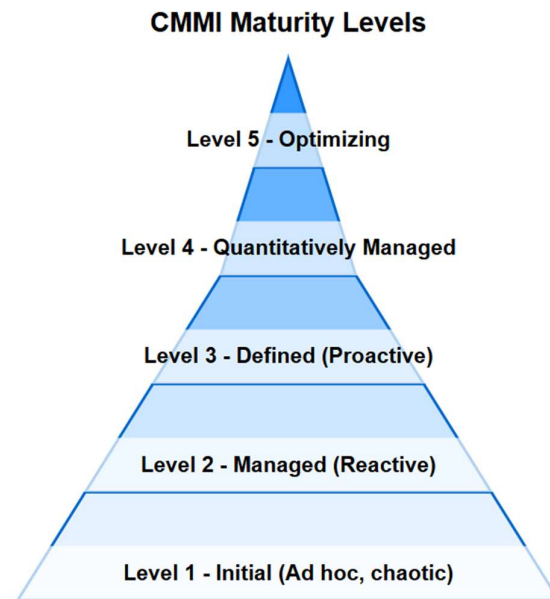 CMMI Maturity Levels
Level 5 - Optimizing
Level 4 - Quantitatively Managed
Level 3 - Defined (Proactive)
Level 2 - Managed (Reactive)
Level 1 - Initial (Ad hoc, chaotic)